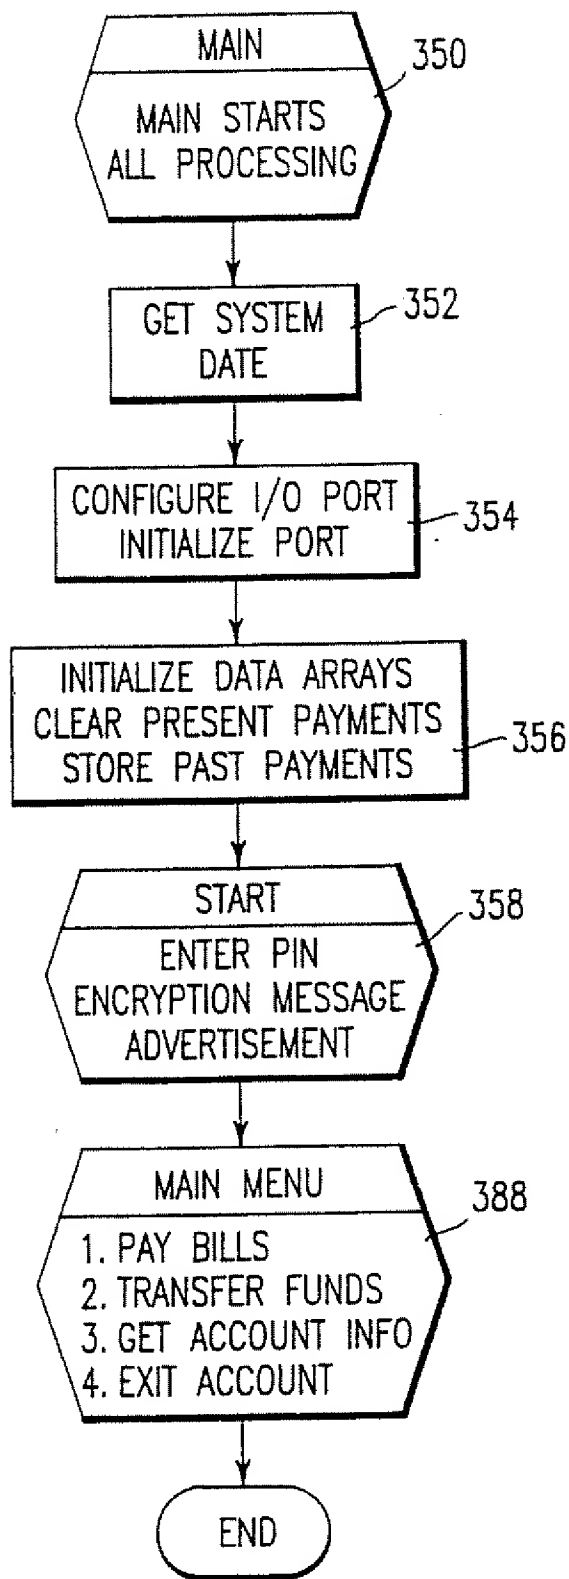 MAIN
350
MAIN STARTS
ALL PROCESSING
GET SYSTEM
DATE
352
CONFIGURE I/O PORT
INITIALIZE PORT
354
INITIALIZE DATA ARRAYS
CLEAR PRESENT PAYMENTS
STORE PAST PAYMENTS
356
START
358
ENTER PIN
ENCRYPTION MESSAGE
ADVERTISEMENT
MAIN MENU
388
1. PAY BILLS
2. TRANSFER FUNDS
3. GET ACCOUNT INFO
4. EXIT ACCOUNT
END